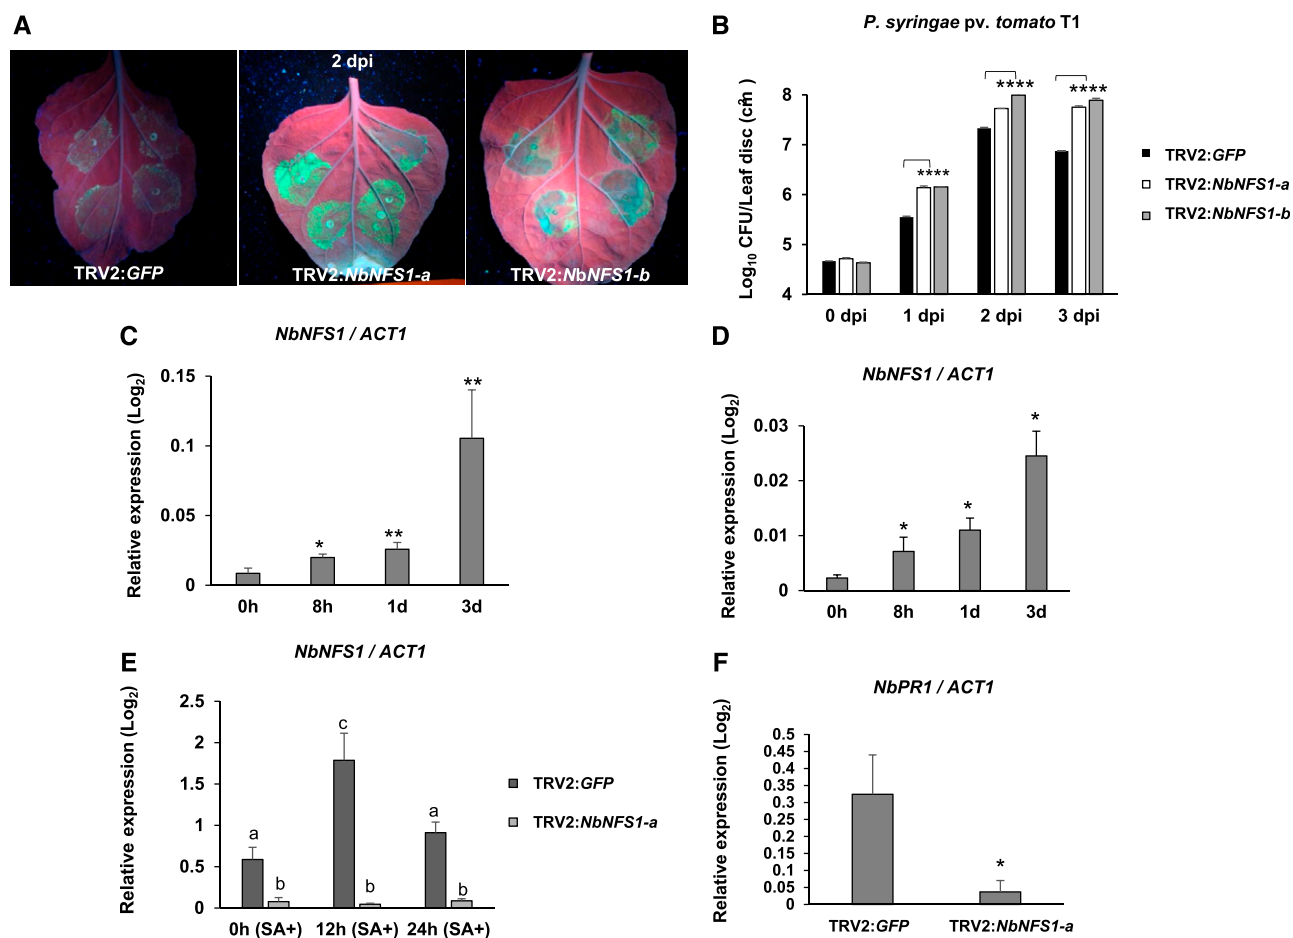 A
2 dpi
TRV2:GFP
TRV2:NbNFS1-a
TRV2:NbNFS1-b
B
P. syringae pv. tomato T1
Log10 CFU/Leaf disc (cm2)
8
7
6
5
4
****
****
****
0 dpi
1 dpi
2 dpi
3 dpi
TRV2:GFP
TRV2:NbNFS1-a
TRV2:NbNFS1-b
C
NbNFS1 / ACT1
Relative expression (Log2)
0.15
0.1
0.05
0
*
**
**
0h
8h
1d
3d
D
NbNFS1 / ACT1
Relative expression (Log2)
0.03
0.02
0.01
0
*
*
*
0h
8h
1d
3d
E
NbNFS1 / ACT1
Relative expression (Log2)
2.5
2
1.5
1
0.5
0
a
b
c
b
a
b
0h (SA+)
12h (SA+)
24h (SA+)
TRV2:GFP
TRV2:NbNFS1-a
F
NbPR1 / ACT1
Relative expression (Log2)
0.5
0.45
0.4
0.35
0.3
0.25
0.2
0.15
0.1
0.05
0
*
TRV2:GFP
TRV2:NbNFS1-a